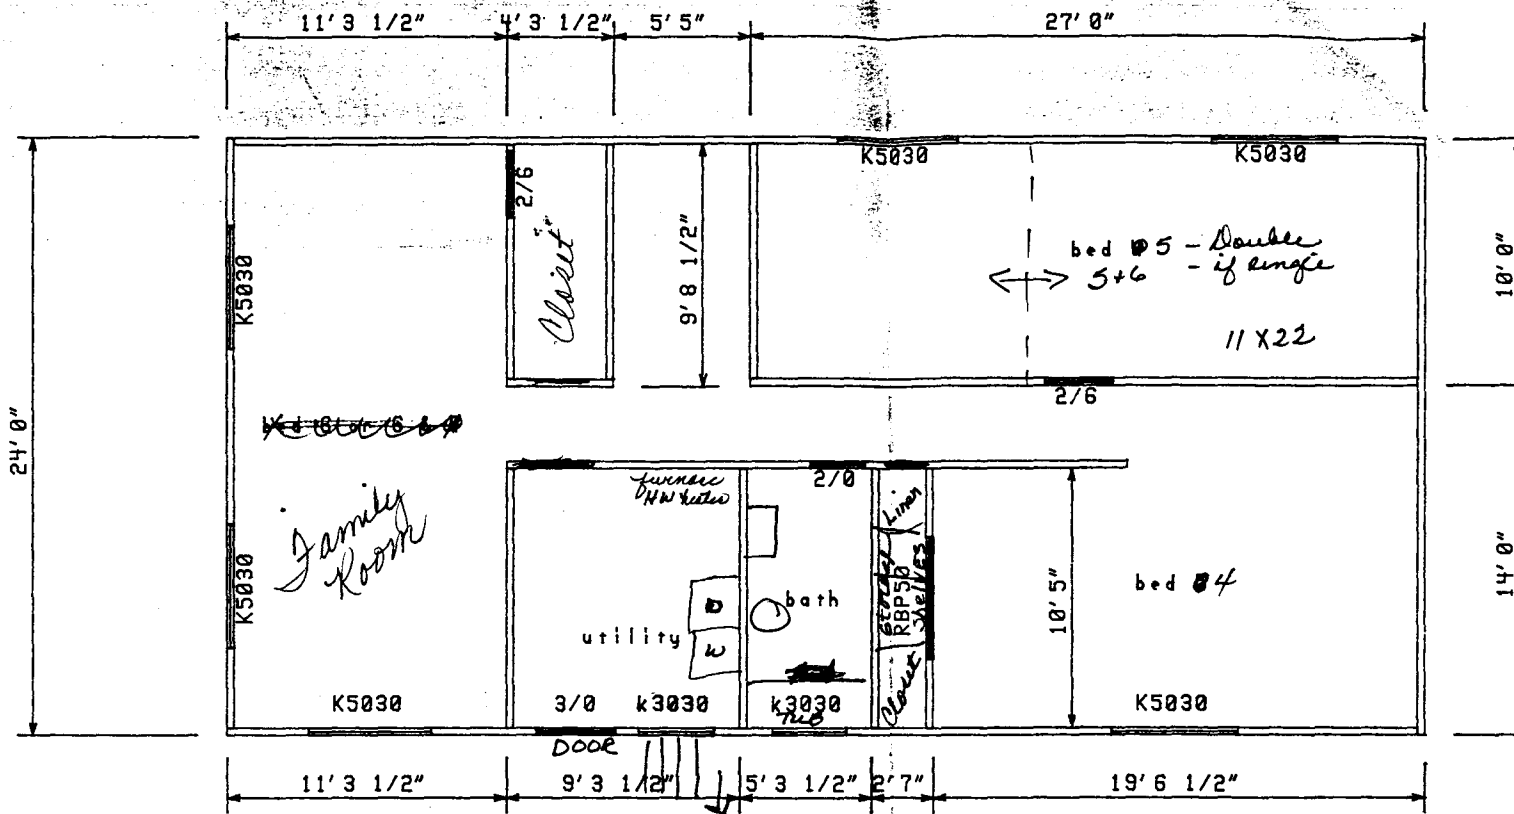 11' 3 1/2" 4' 3 1/2" 5' 5" 27' 0"
K5030 K5030
2/6
Closet
K5030
9' 8 1/2"
bed 5 - Double
5+6 - if single
11 X 22
10' 0"
2/6
24' 0"
furnace
HW heater
2/0
Linen
Family
Room
K5030
D
W
utility
bath
Storage
RBP50
Shelves
Closet
10' 5"
bed 4
14' 0"
K5030 3/0 k3030 k3030 K5030
TUB
DOOR
11' 3 1/2" 9' 3 1/2" 5' 3 1/2" 2' 7" 19' 6 1/2"